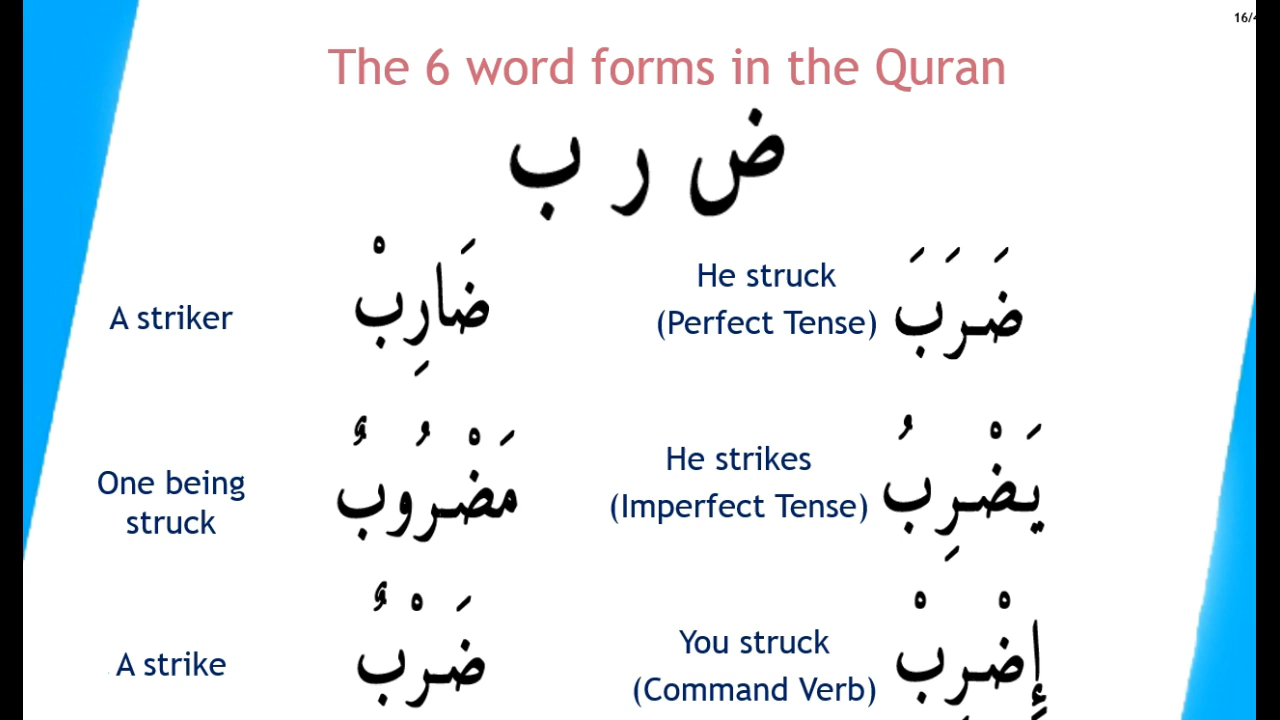 16/4
The 6 word forms in the Quran
ض ر ب
He struck
(Perfect Tense)
ضَرَبَ
A striker
ضَارِبْ
He strikes
(Imperfect Tense)
يَضْرِبُ
One being
struck
مَضْرُوبٌ
You struck
(Command Verb)
إِضْرِبْ
A strike
ضَرْبٌ